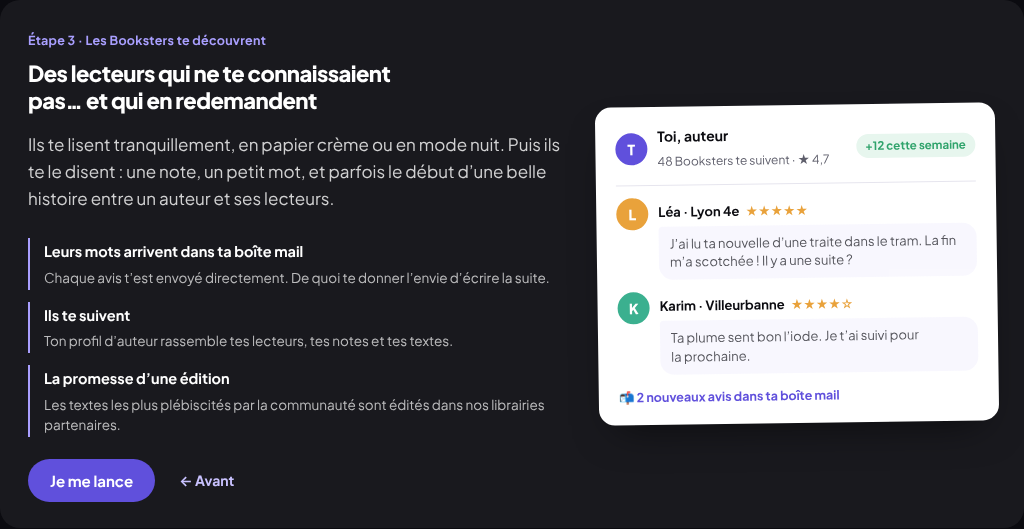 Étape 3 · Les Booksters te découvrent
Des lecteurs qui ne te connaissaient
pas… et qui en redemandent
Ils te lisent tranquillement, en papier crème ou en mode nuit. Puis ils
te le disent : une note, un petit mot, et parfois le début d’une belle
histoire entre un auteur et ses lecteurs.
Leurs mots arrivent dans ta boîte mail
Chaque avis t’est envoyé directement. De quoi te donner l’envie d’écrire la suite.
Ils te suivent
Ton profil d’auteur rassemble tes lecteurs, tes notes et tes textes.
La promesse d’une édition
Les textes les plus plébiscités par la communauté sont édités dans nos librairies
partenaires.
Je me lance
← Avant
T
Toi, auteur
48 Booksters te suivent · ★ 4,7
+12 cette semaine
L
Léa · Lyon 4e ★★★★★
J’ai lu ta nouvelle d’une traite dans le tram. La fin
m’a scotchée ! Il y a une suite ?
K
Karim · Villeurbanne ★★★★☆
Ta plume sent bon l’iode. Je t’ai suivi pour
la prochaine.
📬 2 nouveaux avis dans ta boîte mail